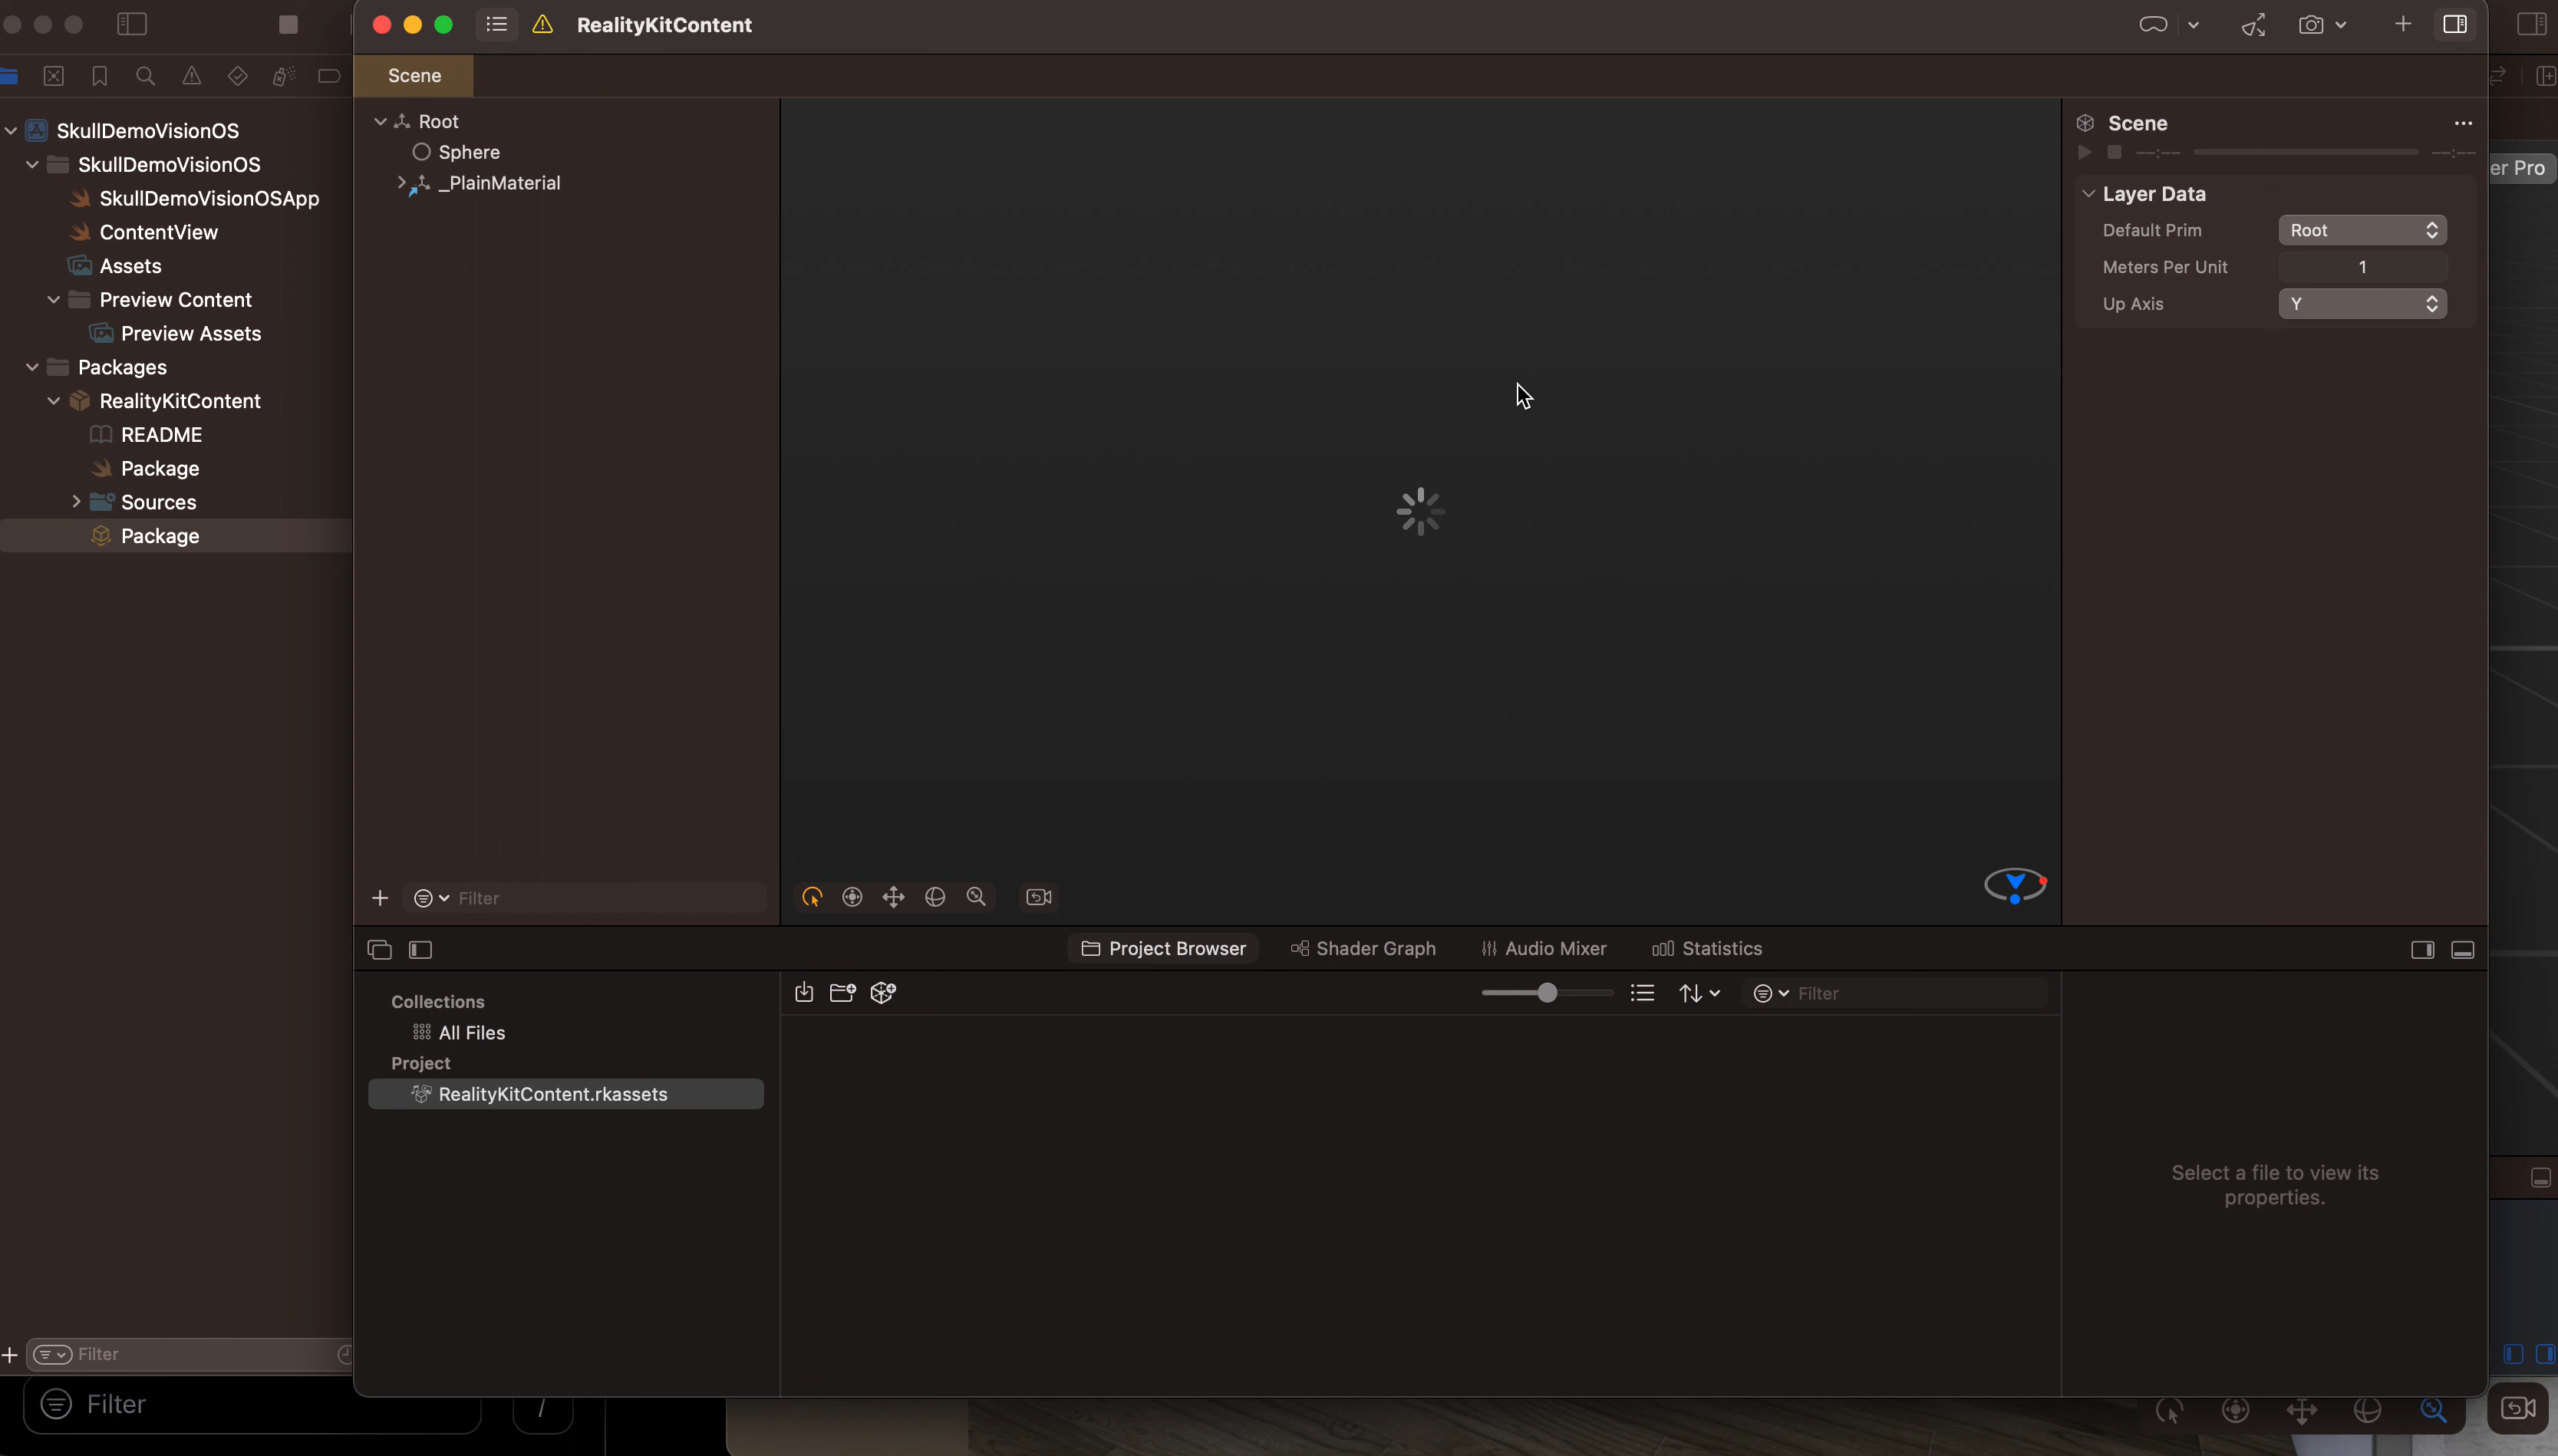 RealityKitContent
Scene
SkullDemoVisionOS
SkullDemoVisionOS
SkullDemoVisionOSApp
ContentView
Assets
Preview Content
Preview Assets
Packages
RealityKitContent
README
Package
Sources
Package
Filter
Filter
Root
Sphere
_PlainMaterial
Filter
Scene
--:--
--:--
Layer Data
Default Prim Root
Meters Per Unit 1
Up Axis Y
er Pro
Project Browser Shader Graph Audio Mixer Statistics
Collections
All Files
Project
RealityKitContent.rkassets
Filter
Select a file to view its
properties.